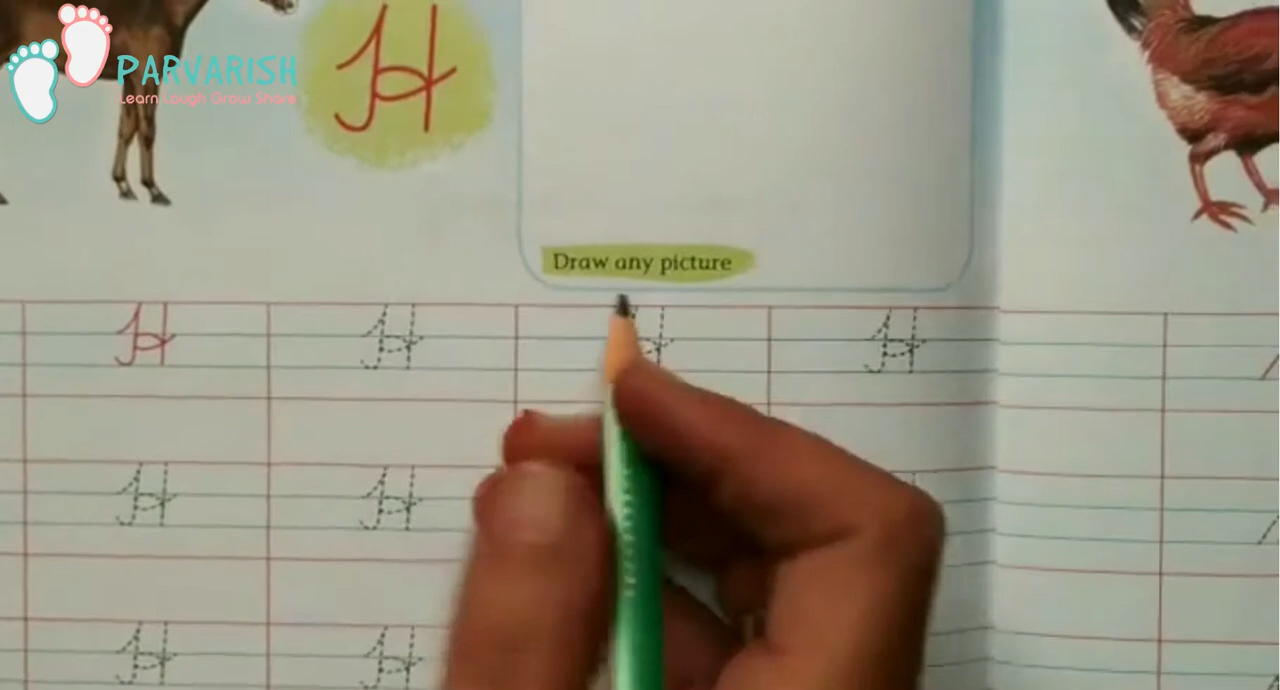 PARVARISH
Learn Laugh Grow Share
H
Draw any picture
H H H H
H H
H H